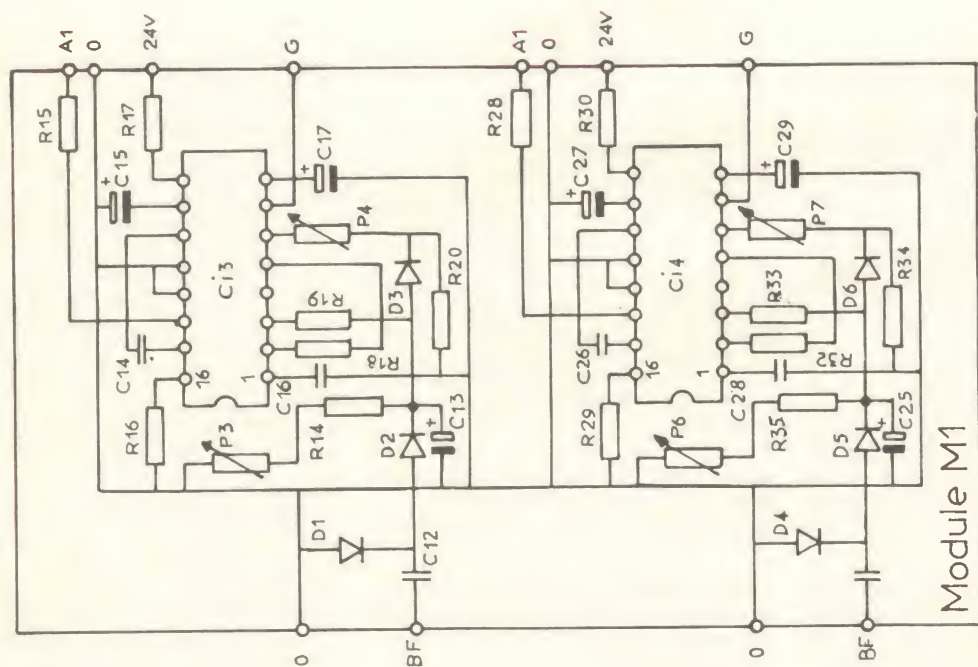 A1
0
24V
G
R15
R17
C15
+
C17
+
C14
Ci3
P4
D3
R20
R19
R18
C16
16
1
R16
P3
R14
D2
C13
+
D1
C12
0
BF
A1
0
24V
G
R28
R30
C27
+
C29
+
C26
Ci4
P7
D6
R34
R33
R32
C28
16
1
R29
P6
R35
D5
C25
+
D4
0
BF
Module M1